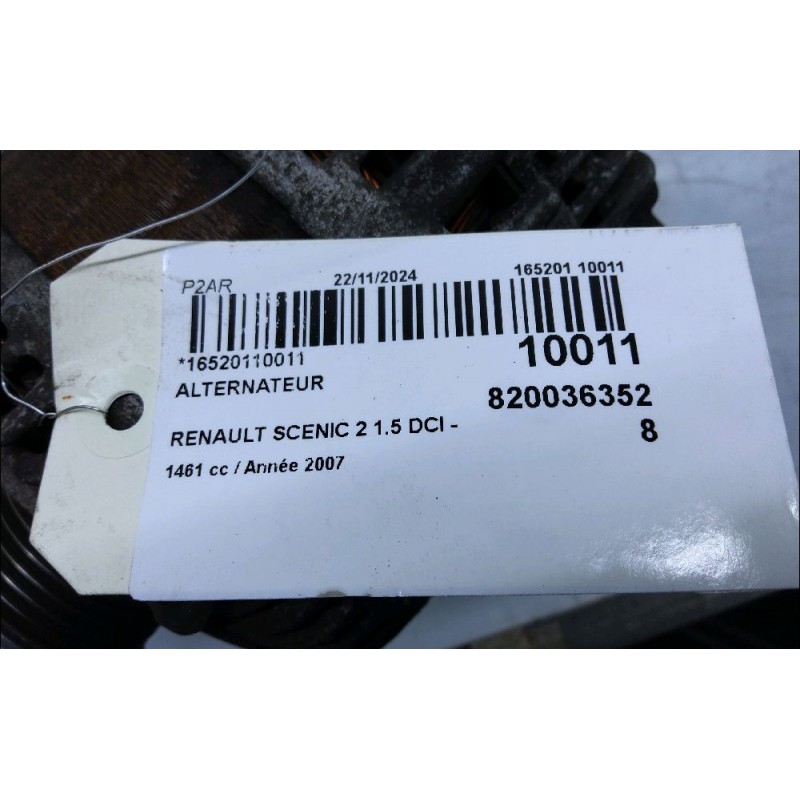 P2AR 22/11/2024 165201 10011
*16520110011 10011
ALTERNATEUR 820036352
RENAULT SCENIC 2 1.5 DCI - 8
1461 cc / Année 2007